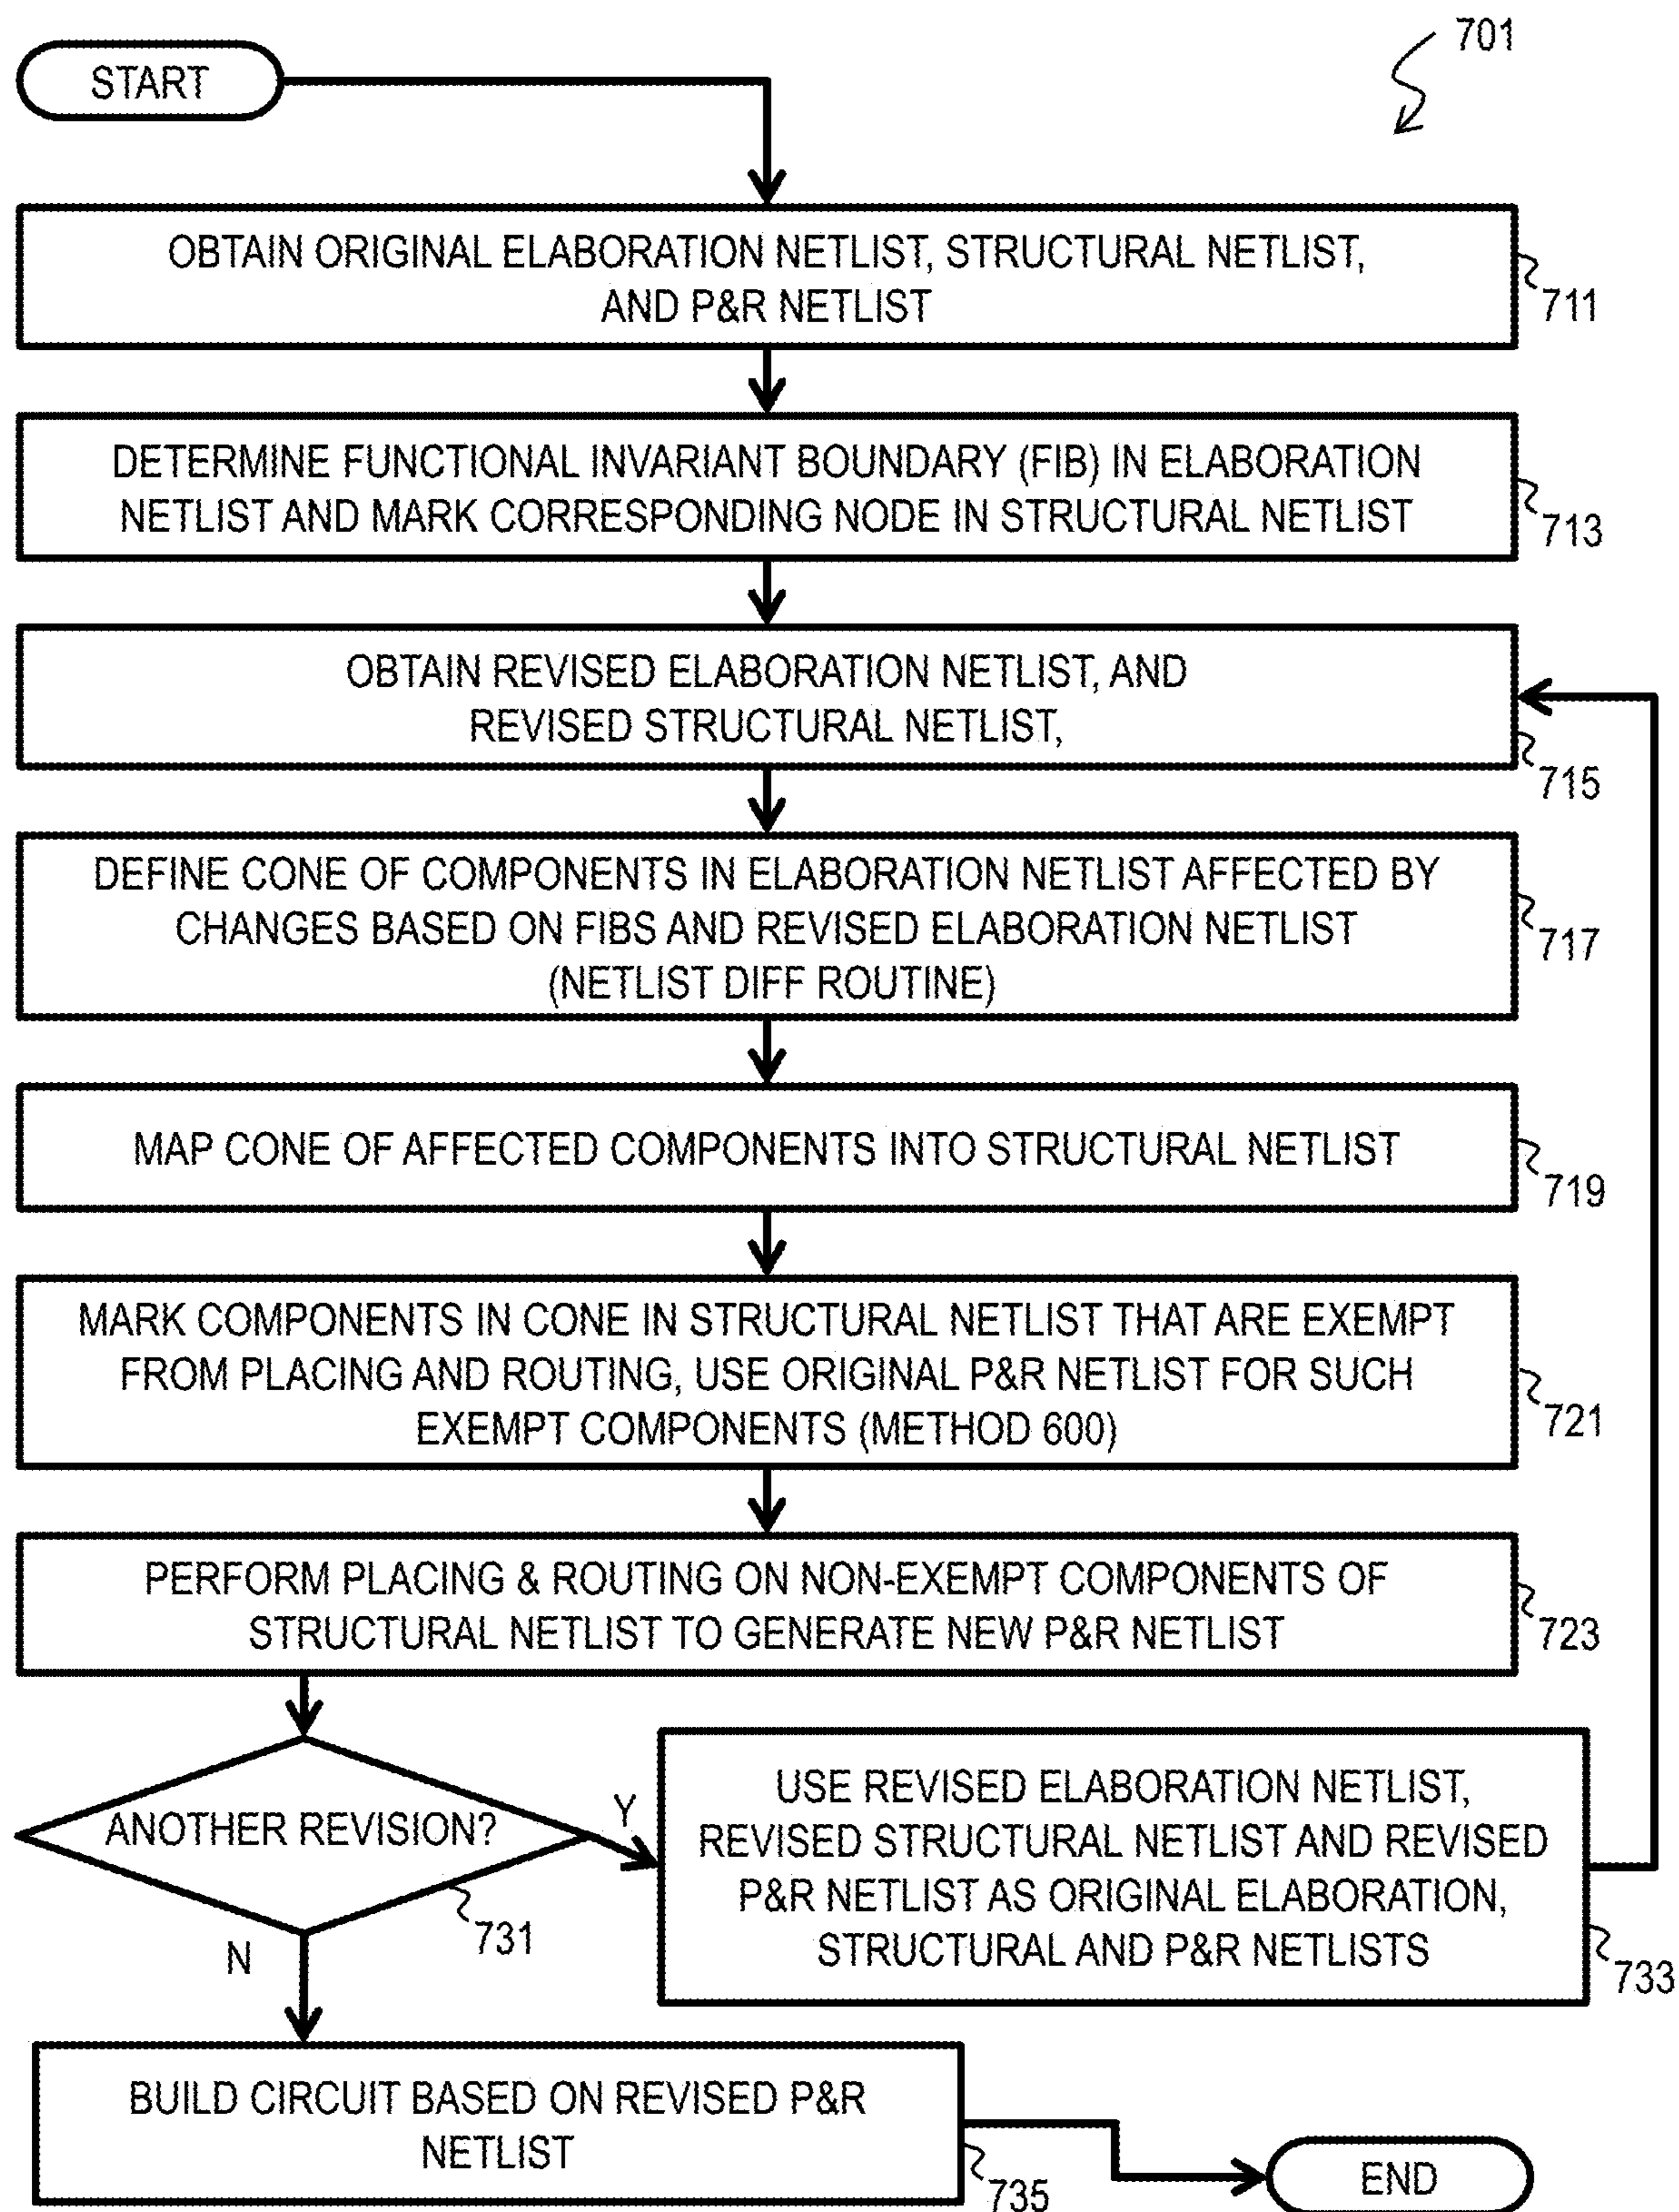 701
START
OBTAIN ORIGINAL ELABORATION NETLIST, STRUCTURAL NETLIST,
AND P&R NETLIST
711
DETERMINE FUNCTIONAL INVARIANT BOUNDARY (FIB) IN ELABORATION
NETLIST AND MARK CORRESPONDING NODE IN STRUCTURAL NETLIST
713
OBTAIN REVISED ELABORATION NETLIST, AND
REVISED STRUCTURAL NETLIST,
715
DEFINE CONE OF COMPONENTS IN ELABORATION NETLIST AFFECTED BY
CHANGES BASED ON FIBS AND REVISED ELABORATION NETLIST
(NETLIST DIFF ROUTINE)
717
MAP CONE OF AFFECTED COMPONENTS INTO STRUCTURAL NETLIST
719
MARK COMPONENTS IN CONE IN STRUCTURAL NETLIST THAT ARE EXEMPT
FROM PLACING AND ROUTING, USE ORIGINAL P&R NETLIST FOR SUCH
EXEMPT COMPONENTS (METHOD 600)
721
PERFORM PLACING & ROUTING ON NON-EXEMPT COMPONENTS OF
STRUCTURAL NETLIST TO GENERATE NEW P&R NETLIST
723
ANOTHER REVISION?
731
Y
N
USE REVISED ELABORATION NETLIST,
REVISED STRUCTURAL NETLIST AND REVISED
P&R NETLIST AS ORIGINAL ELABORATION,
STRUCTURAL AND P&R NETLISTS
733
BUILD CIRCUIT BASED ON REVISED P&R
NETLIST
735
END